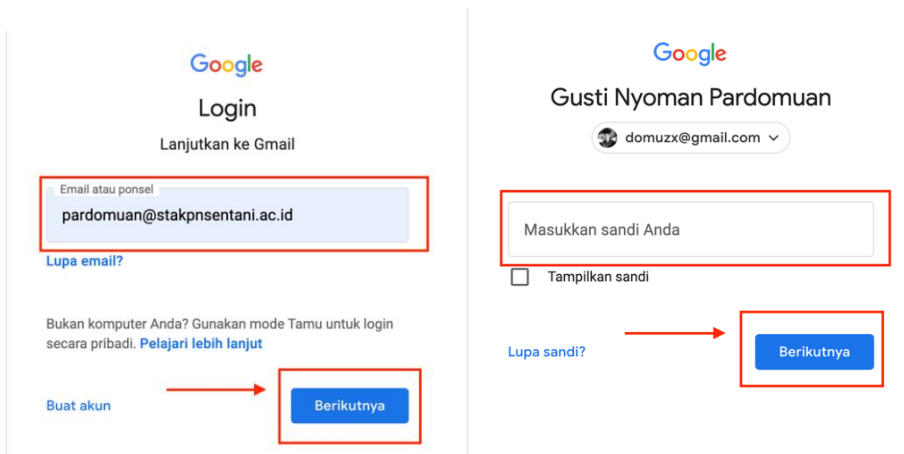 Google
Login
Lanjutkan ke Gmail
Email atau ponsel
pardomuan@stakpnsentani.ac.id
Lupa email?
Bukan komputer Anda? Gunakan mode Tamu untuk login
secara pribadi. Pelajari lebih lanjut
Buat akun
Berikutnya
Google
Gusti Nyoman Pardomuan
domuzx@gmail.com
Masukkan sandi Anda
Tampilkan sandi
Lupa sandi?
Berikutnya